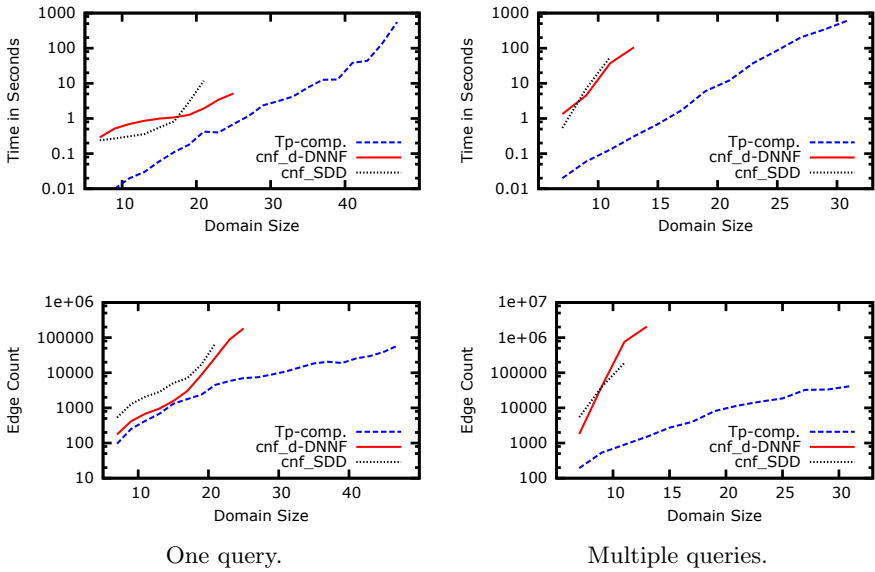 1000
100
10
1
0.1
0.01
Time in Seconds
Tp-comp.
cnf_d-DNNF
cnf_SDD
10 20 30 40
Domain Size
1000
100
10
1
0.1
0.01
Time in Seconds
Tp-comp.
cnf_d-DNNF
cnf_SDD
10 15 20 25 30
Domain Size
1e+06
100000
10000
1000
100
10
Edge Count
Tp-comp.
cnf_d-DNNF
cnf_SDD
10 20 30 40
Domain Size
One query.
1e+07
1e+06
100000
10000
1000
100
Edge Count
Tp-comp.
cnf_d-DNNF
cnf_SDD
10 15 20 25 30
Domain Size
Multiple queries.